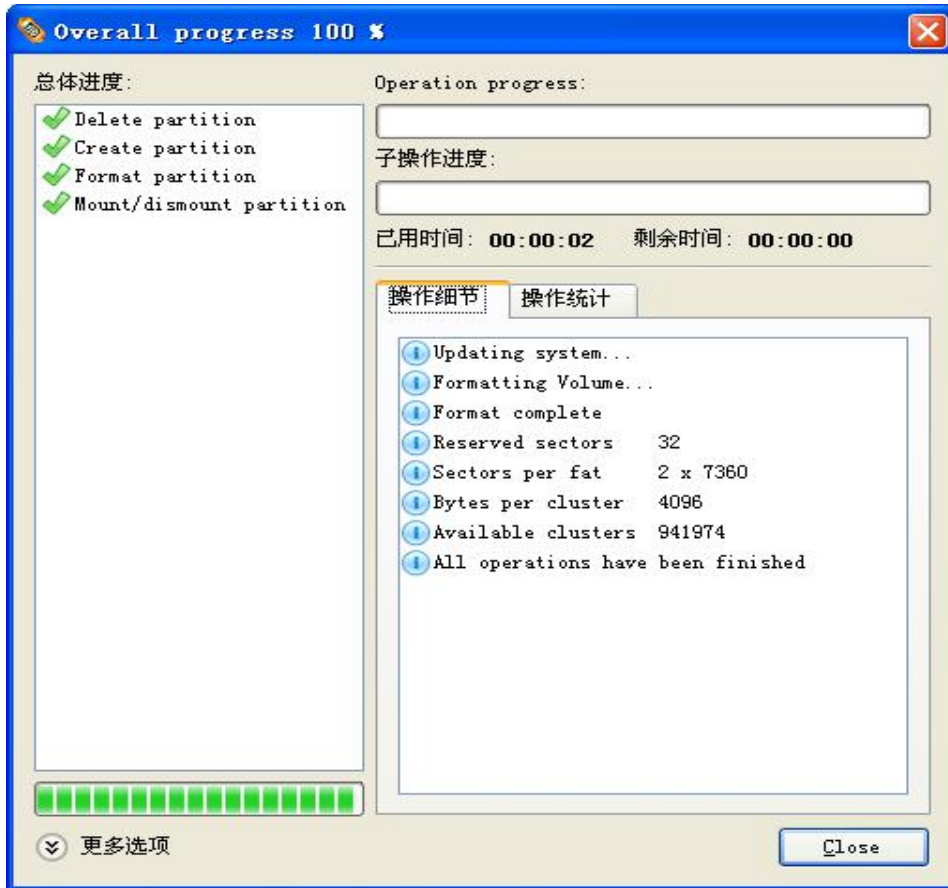 Overall progress 100 %
总体进度:
Delete partition
Create partition
Format partition
Mount/dismount partition
Operation progress:
子操作进度:
已用时间: 00:00:02 剩余时间: 00:00:00
操作细节 操作统计
Updating system...
Formatting Volume...
Format complete
Reserved sectors 32
Sectors per fat 2 x 7360
Bytes per cluster 4096
Available clusters 941974
All operations have been finished
更多选项
Close